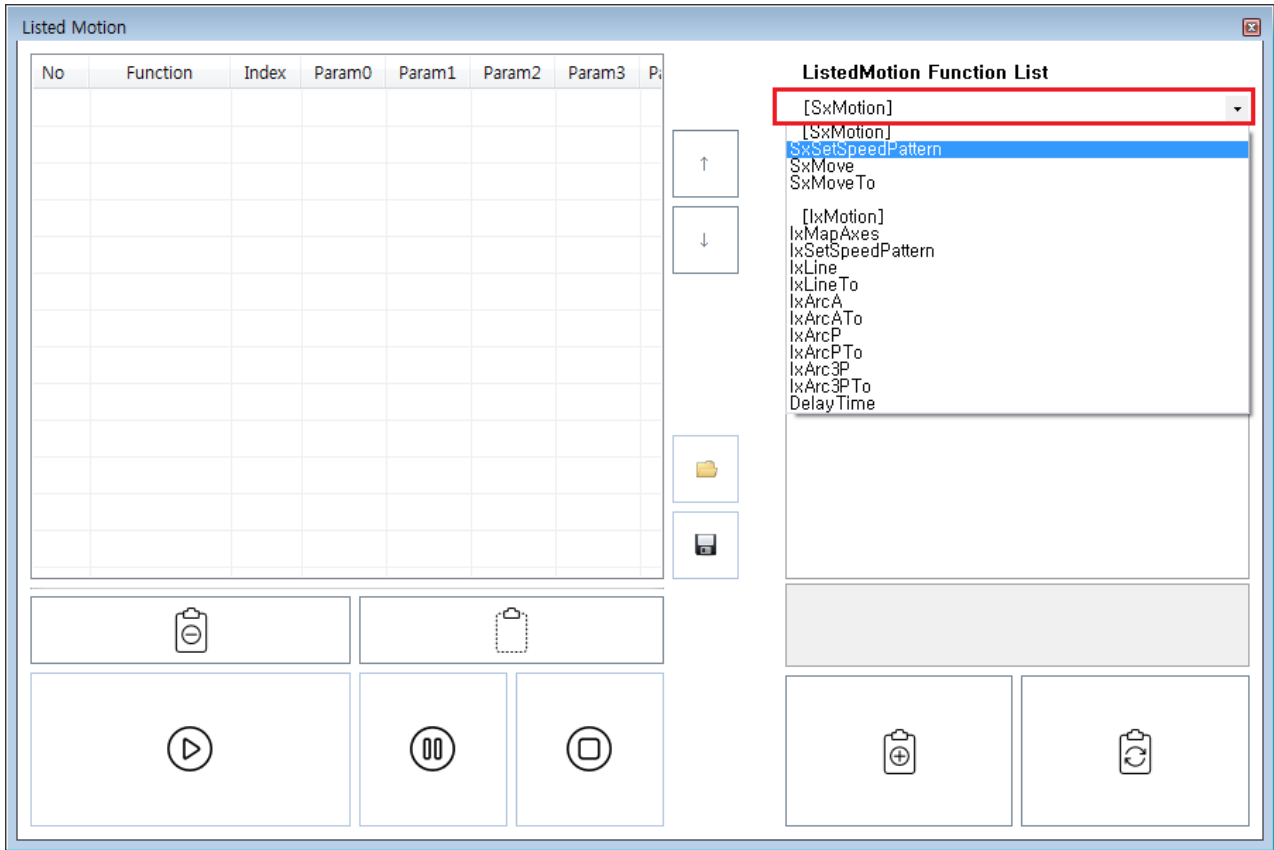 Listed Motion
No Function Index Param0 Param1 Param2 Param3
ListedMotion Function List
[SxMotion]
[SxMotion]
SxSetSpeedPattern
SxMove
SxMoveTo
[IxMotion]
IxMapAxes
IxSetSpeedPattern
IxLine
IxLineTo
IxArcA
IxArcATo
IxArcP
IxArcPTo
IxArc3P
IxArc3PTo
DelayTime